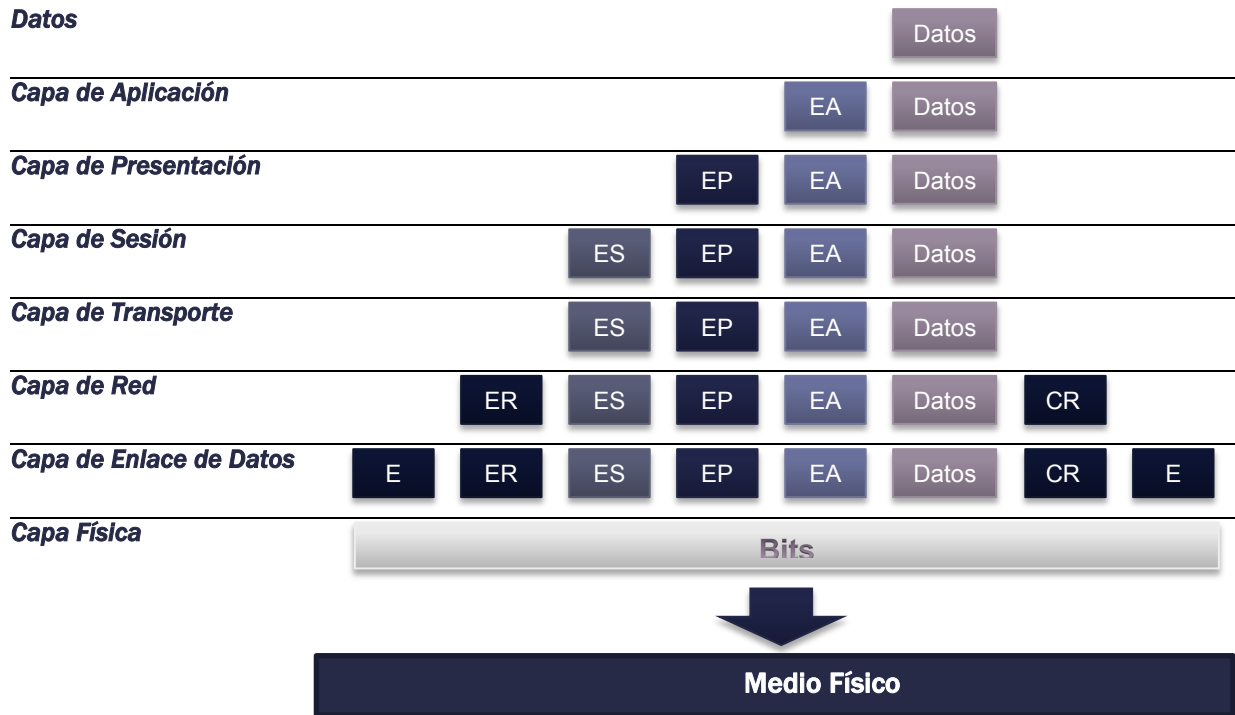 Datos
Datos
Capa de Aplicación
EA Datos
Capa de Presentación
EP EA Datos
Capa de Sesión
ES EP EA Datos
Capa de Transporte
ES EP EA Datos
Capa de Red
ER ES EP EA Datos CR
Capa de Enlace de Datos
E ER ES EP EA Datos CR E
Capa Física
Bits
Medio Físico